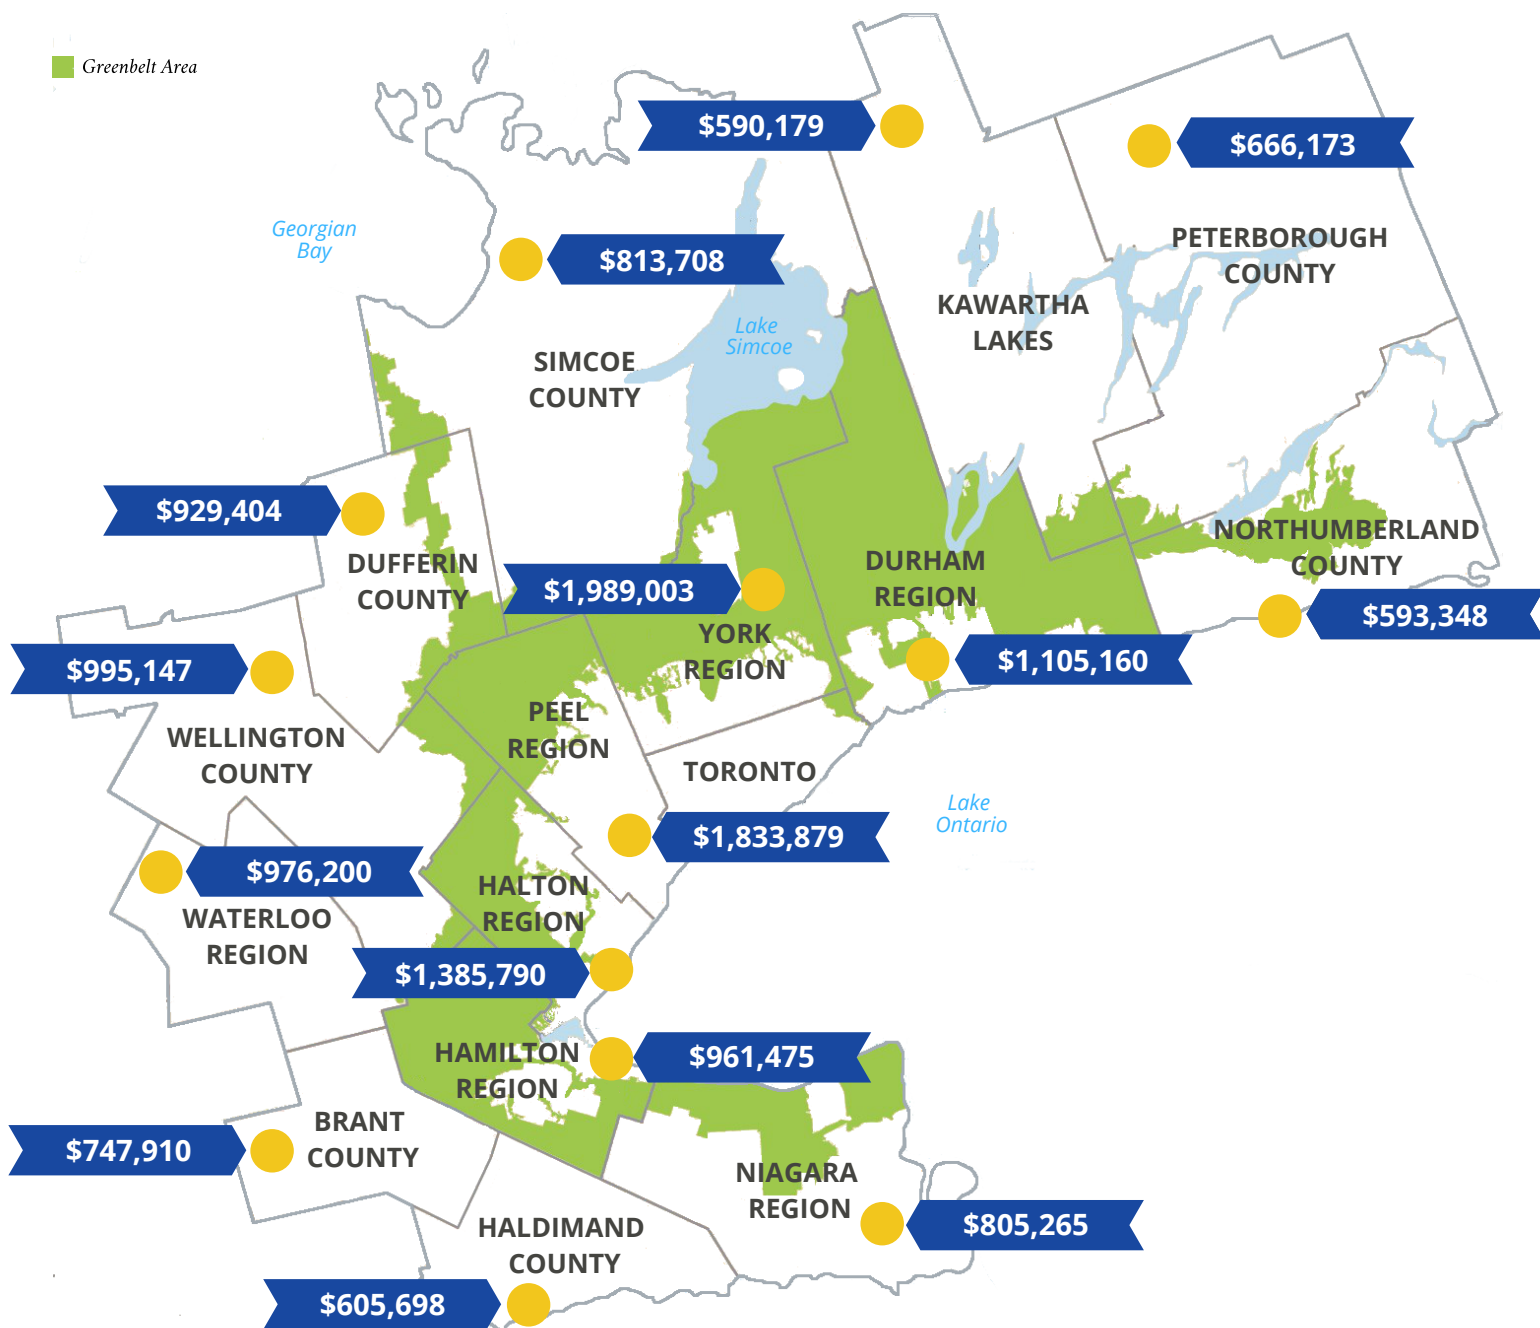 Greenbelt Area
$590,179
$666,173
Georgian
Bay
$813,708
PETERBOROUGH
COUNTY
KAWARTHA
LAKES
Lake
Simcoe
SIMCOE
COUNTY
$929,404
NORTHUMBERLAND
COUNTY
DUFFERIN
COUNTY
DURHAM
REGION
$1,989,003
$593,348
YORK
REGION
$995,147
$1,105,160
PEEL
REGION
WELLINGTON
COUNTY
TORONTO
Lake
Ontario
$1,833,879
$976,200
HALTON
REGION
WATERLOO
REGION
$1,385,790
HAMILTON
REGION
$961,475
BRANT
COUNTY
$747,910
NIAGARA
REGION
$805,265
HALDIMAND
COUNTY
$605,698